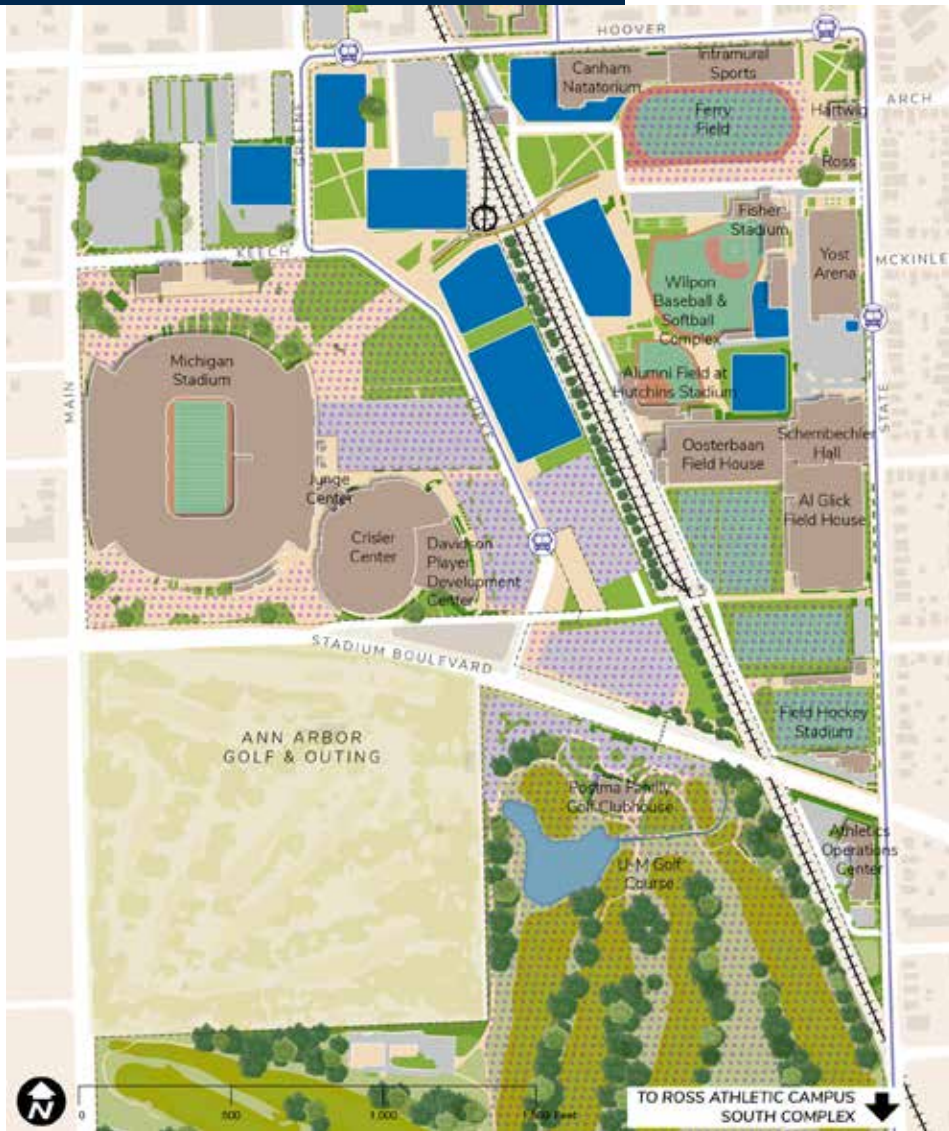 HOOVER
Canham
Natatorium
Intramural
Sports
Ferry
Field
ARCH
Hartwig
Ross
GREENE
Fisher
Stadium
Yost
Arena
MCKINLE
KEECH
Wilpon
Baseball &
Softball
Complex
Michigan
Stadium
Alumni Field at
Hutchins Stadium
MAIN
STATE
Oosterbaan
Field House
Schembechler
Hall
Junge
Center
Al Glick
Field House
Crisler
Center
Davidson
Player
Development
Center
STADIUM BOULEVARD
Field Hockey
Stadium
ANN ARBOR
GOLF & OUTING
Postma Family
Golf Clubhouse
Athletics
Operations
Center
U-M Golf
Course
N
0
500
1,000
1,500 Feet
TO ROSS ATHLETIC CAMPUS
SOUTH COMPLEX